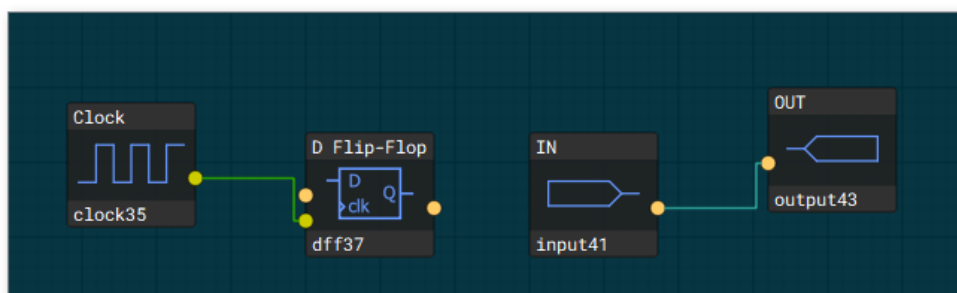 Clock
clock35
D Flip-Flop
D
Q
clk
dff37
IN
input41
OUT
output43